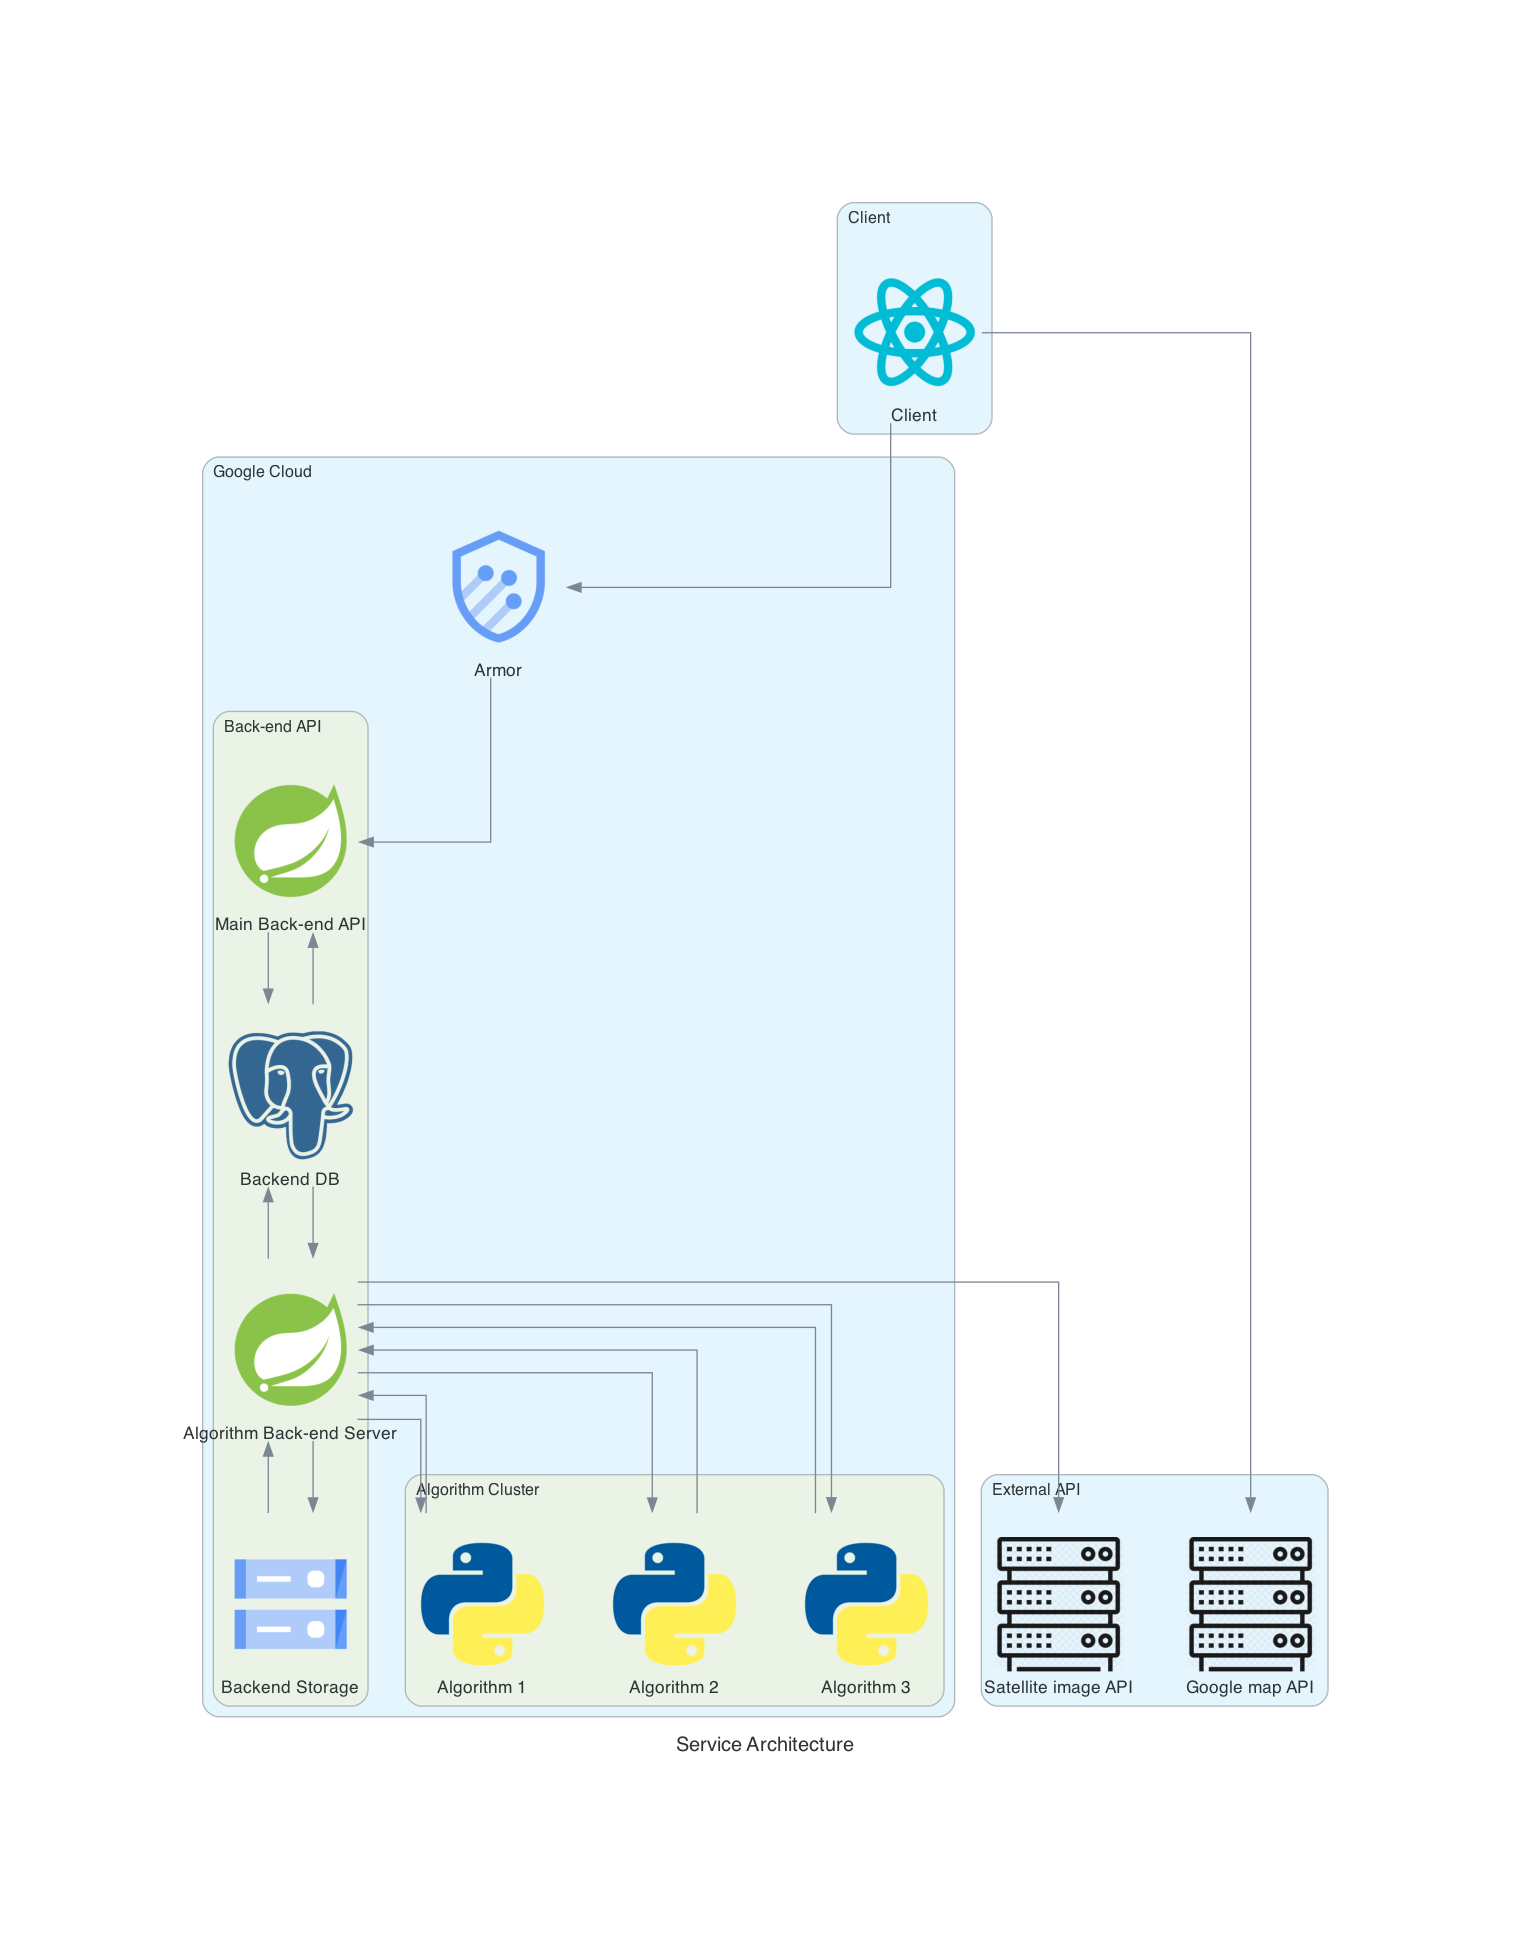 Client
Client
Google Cloud
Armor
Back-end API
Main Back-end API
Backend DB
Algorithm Back-end Server
Algorithm Cluster
External API
Backend Storage
Algorithm 1
Algorithm 2
Algorithm 3
Satellite image API
Google map API
Service Architecture